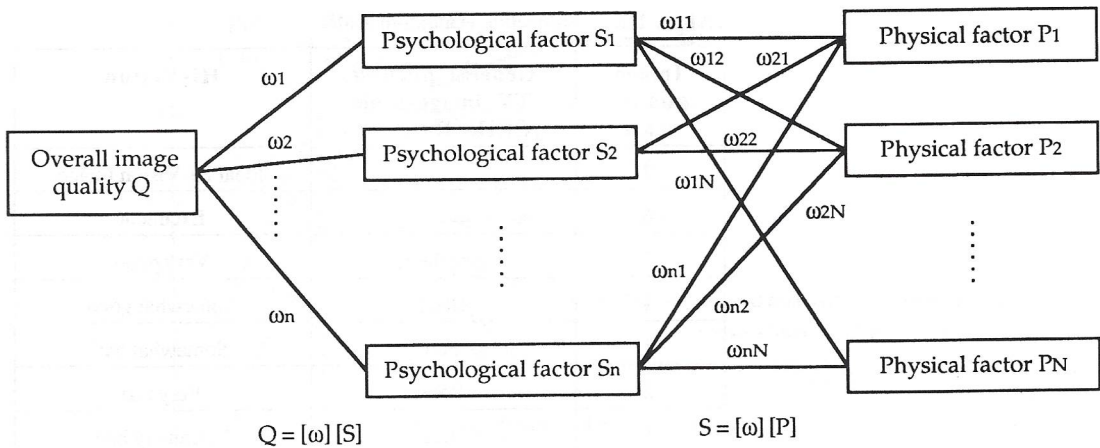 Psychological factor S1
ω11
Physical factor P1
ω12
ω21
ω1
ω2
Psychological factor S2
ω22
Physical factor P2
Overall image
quality Q
ω1N
ω2N
ωn1
ωn2
ωn
Psychological factor Sn
ωnN
Physical factor PN
Q = [ω] [S]
S = [ω] [P]